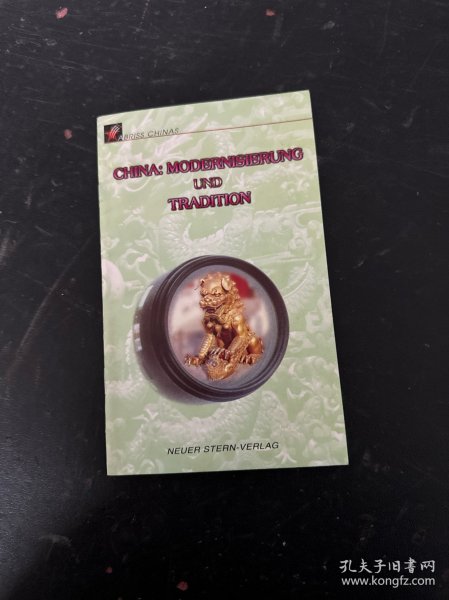 ABRISS CHINAS
CHINA: MODERNISIERUNG
UND
TRADITION
NEUER STERN-VERLAG
孔夫子旧书网
www.kongfz.com